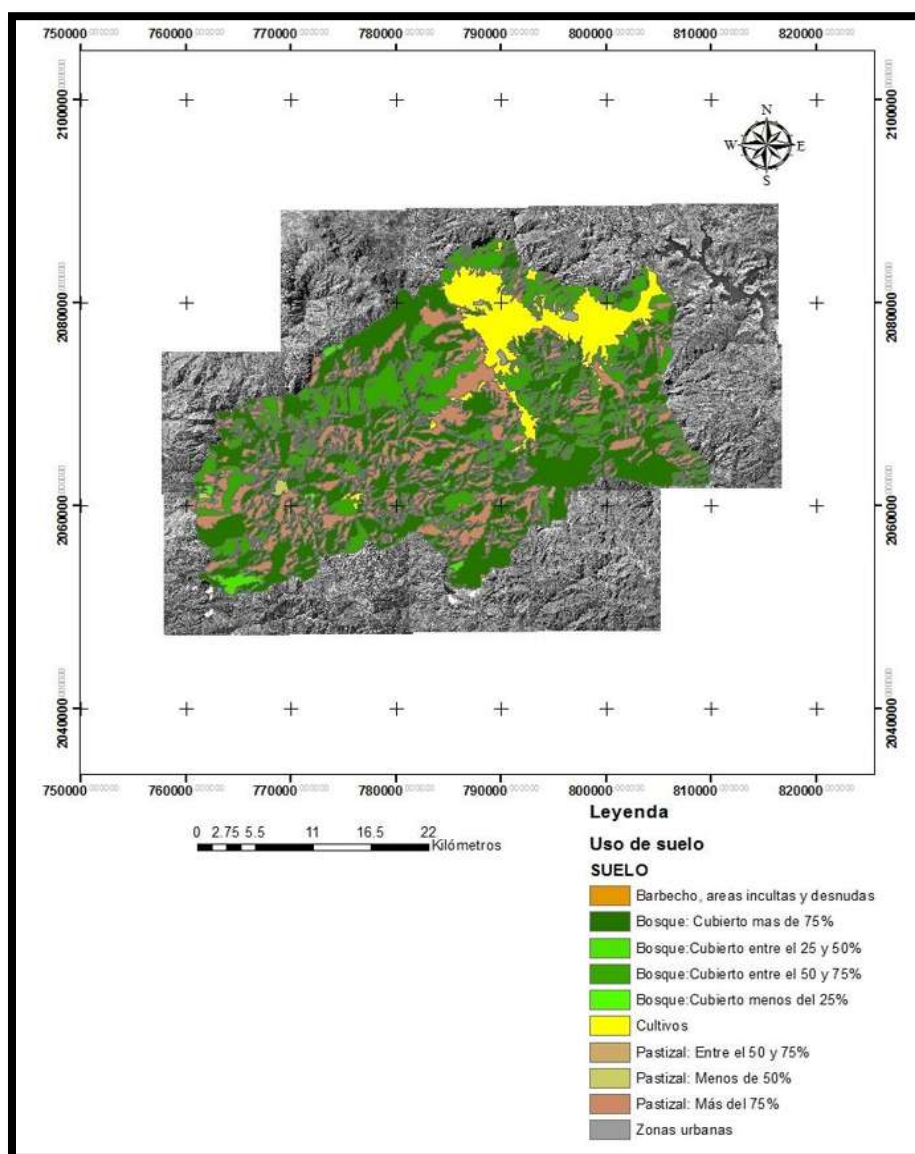 750000 760000 770000 780000 790000 800000 810000 820000
2100000 2100000
N
W E
S
2080000 2080000
2060000 2060000
2040000 2040000
750000 760000 770000 780000 790000 800000 810000 820000
0 2.75 5.5 11 16.5 22
Kilómetros
Leyenda
Uso de suelo
SUELO
Barbecho, areas incultas y desnudas
Bosque: Cubierto mas de 75%
Bosque:Cubierto entre el 25 y 50%
Bosque:Cubierto entre el 50 y 75%
Bosque:Cubierto menos del 25%
Cultivos
Pastizal: Entre el 50 y 75%
Pastizal: Menos de 50%
Pastizal: Más del 75%
Zonas urbanas